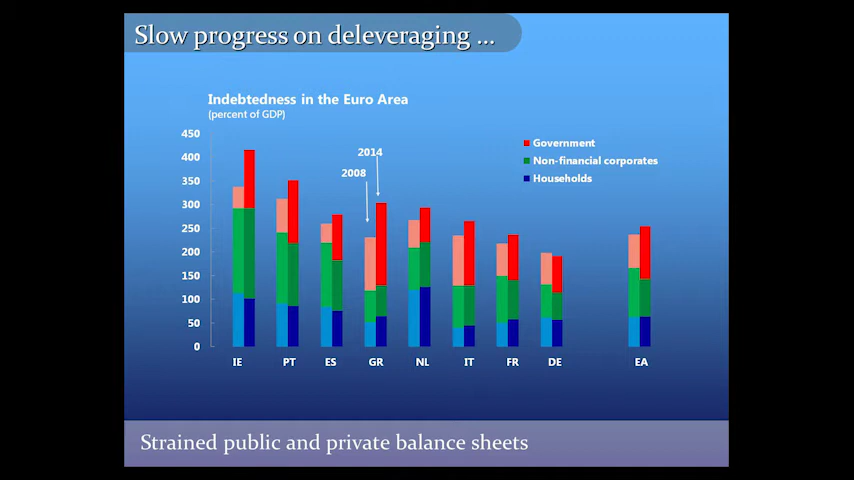 Slow progress on deleveraging ...
Indebtedness in the Euro Area
(percent of GDP)
450
400
350
300
250
200
150
100
50
0
2014
2008
Government
Non-financial corporates
Households
IE PT ES GR NL IT FR DE EA
Strained public and private balance sheets